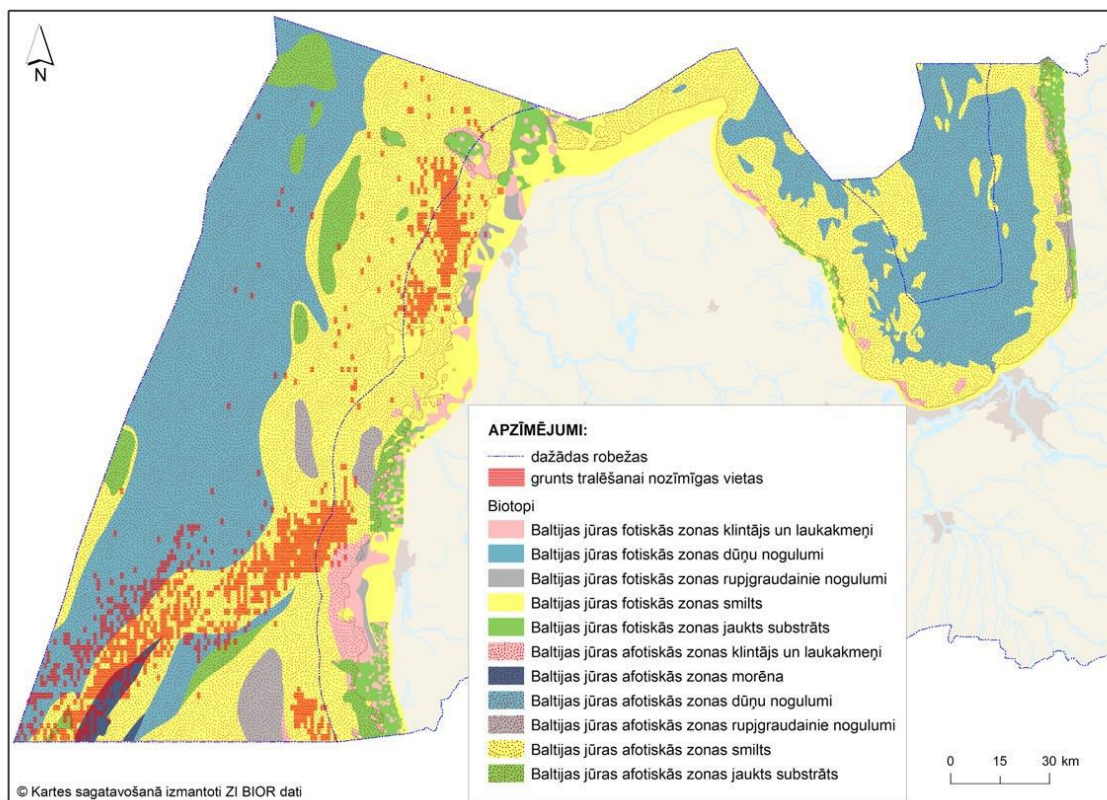 N
APZĪMĒJUMI:
dažādas robežas
grunts tralēšanai nozīmīgas vietas
Biotopi
Baltijas jūras fotiskās zonas klintājs un laukakmeņi
Baltijas jūras fotiskās zonas dūņu nogulumi
Baltijas jūras fotiskās zonas rupjgraudainie nogulumi
Baltijas jūras fotiskās zonas smilts
Baltijas jūras fotiskās zonas jaukts substrāts
Baltijas jūras afotiskās zonas klintājs un laukakmeņi
Baltijas jūras afotiskās zonas morēna
Baltijas jūras afotiskās zonas dūņu nogulumi
Baltijas jūras afotiskās zonas rupjgraudainie nogulumi
Baltijas jūras afotiskās zonas smilts
Baltijas jūras afotiskās zonas jaukts substrāts
0 15 30 km
© Kartes sagatavošanā izmantoti ZI BIOR dati